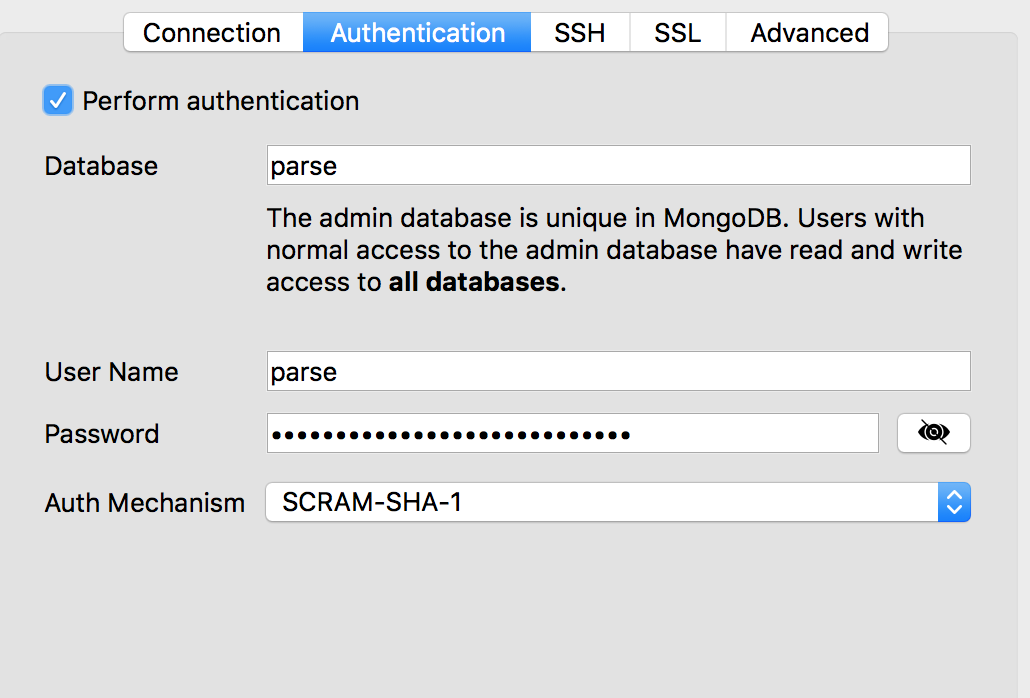 Connection Authentication SSH SSL Advanced
Perform authentication
Database parse
The admin database is unique in MongoDB. Users with
normal access to the admin database have read and write
access to all databases.
User Name parse
Password ••••••••••••••••••••••••••••
Auth Mechanism SCRAM-SHA-1